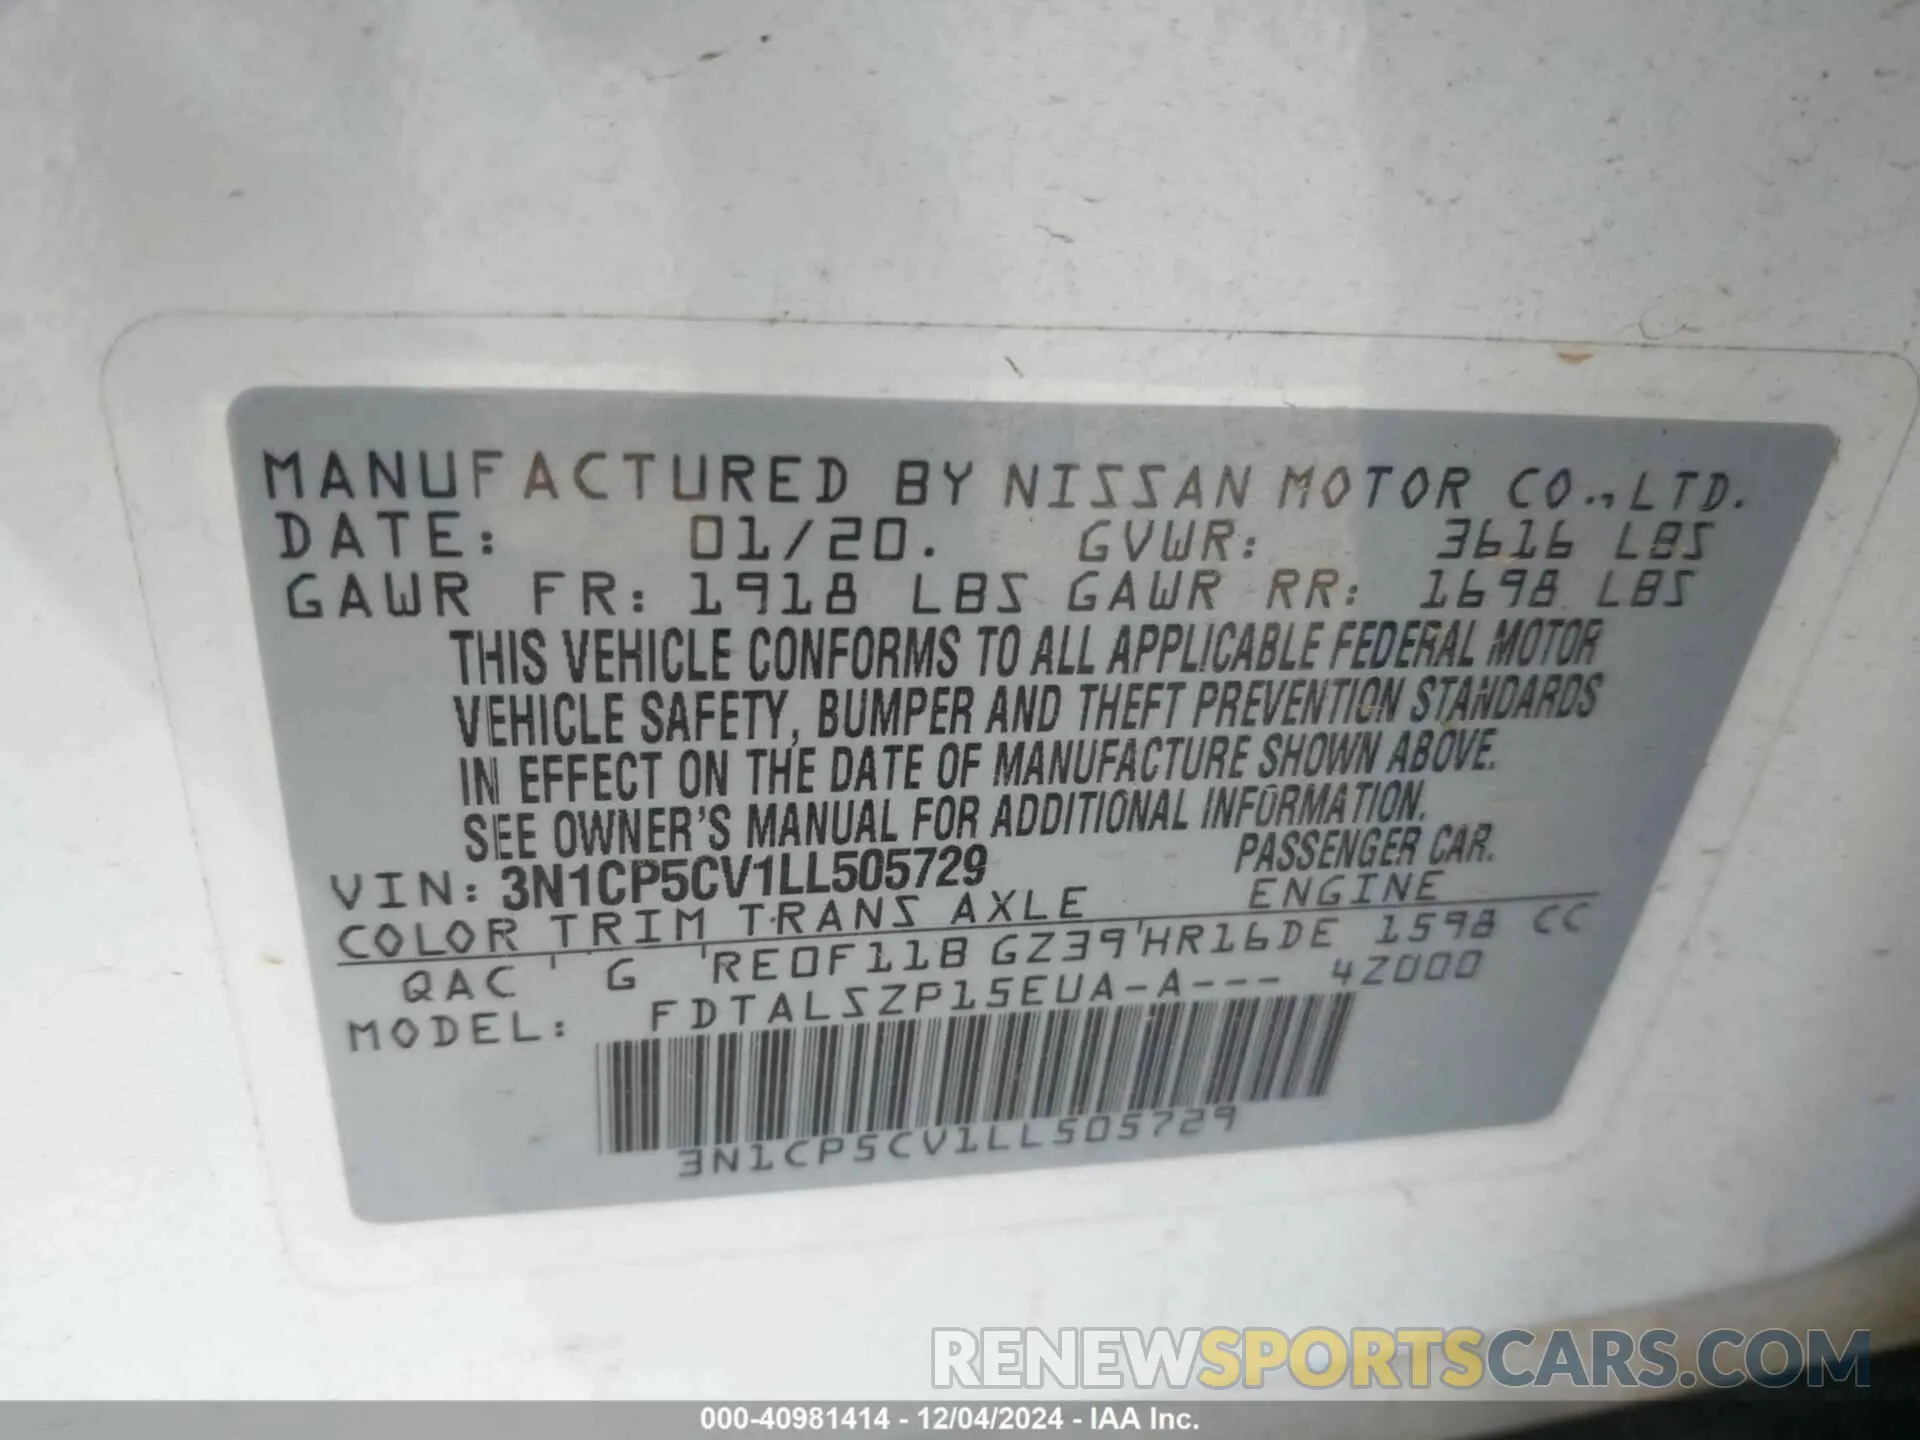 MANUFACTURED BY NISSAN MOTOR CO., LTD.
DATE: 01/20. GVWR: 3616 LBS
GAWR FR: 1918 LBS GAWR RR: 1698 LBS
THIS VEHICLE CONFORMS TO ALL APPLICABLE FEDERAL MOTOR
VEHICLE SAFETY, BUMPER AND THEFT PREVENTION STANDARDS
IN EFFECT ON THE DATE OF MANUFACTURE SHOWN ABOVE.
SEE OWNER'S MANUAL FOR ADDITIONAL INFORMATION.
VIN: 3N1CP5CV1LL505729 PASSENGER CAR.
COLOR TRIM TRANS AXLE ENGINE
QAC ' G 'RE0F11B GZ39'HR16DE 1598 CC
MODEL: FDTALSZP15EUA-A--- 4Z000
3N1CP5CV1LL505729
RENEWSPORTSCARS.COM
000-40981414 - 12/04/2024 - IAA Inc.